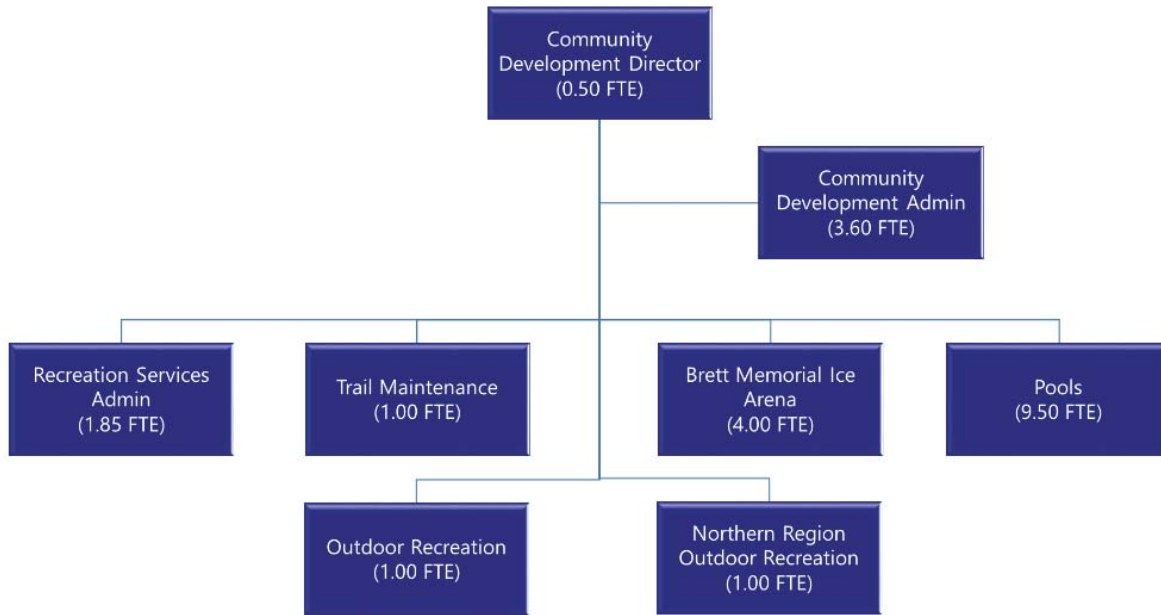 Community
Development Director
(0.50 FTE)
Community
Development Admin
(3.60 FTE)
Recreation Services
Admin
(1.85 FTE)
Trail Maintenance
(1.00 FTE)
Brett Memorial Ice
Arena
(4.00 FTE)
Pools
(9.50 FTE)
Outdoor Recreation
(1.00 FTE)
Northern Region
Outdoor Recreation
(1.00 FTE)